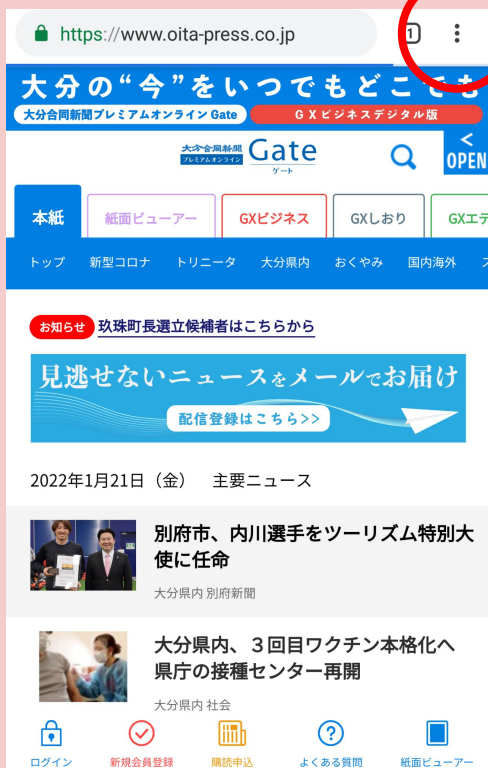 https://www.oita-press.co.jp
1
大分の“今”をいつでもどこでも
大分合同新聞プレミアムオンライン Gate
GXビジネスデジタル版
大分合同新聞
プレミアムオンライン
Gate
ゲート
<
OPEN
本紙
紙面ビューアー
GXビジネス
GXしおり
GXエデ
トップ 新型コロナ トリニータ 大分県内 おくやみ 国内海外 ス
お知らせ 玖珠町長選立候補者はこちらから
見逃せないニュースをメールでお届け
配信登録はこちら>>
2022年1月21日(金) 主要ニュース
別府市、内川選手をツーリズム特別大
使に任命
大分県内 別府新聞
大分県内、３回目ワクチン本格化へ
県庁の接種センター再開
大分県内 社会
ログイン
新規会員登録
購読申込
よくある質問
紙面ビューアー